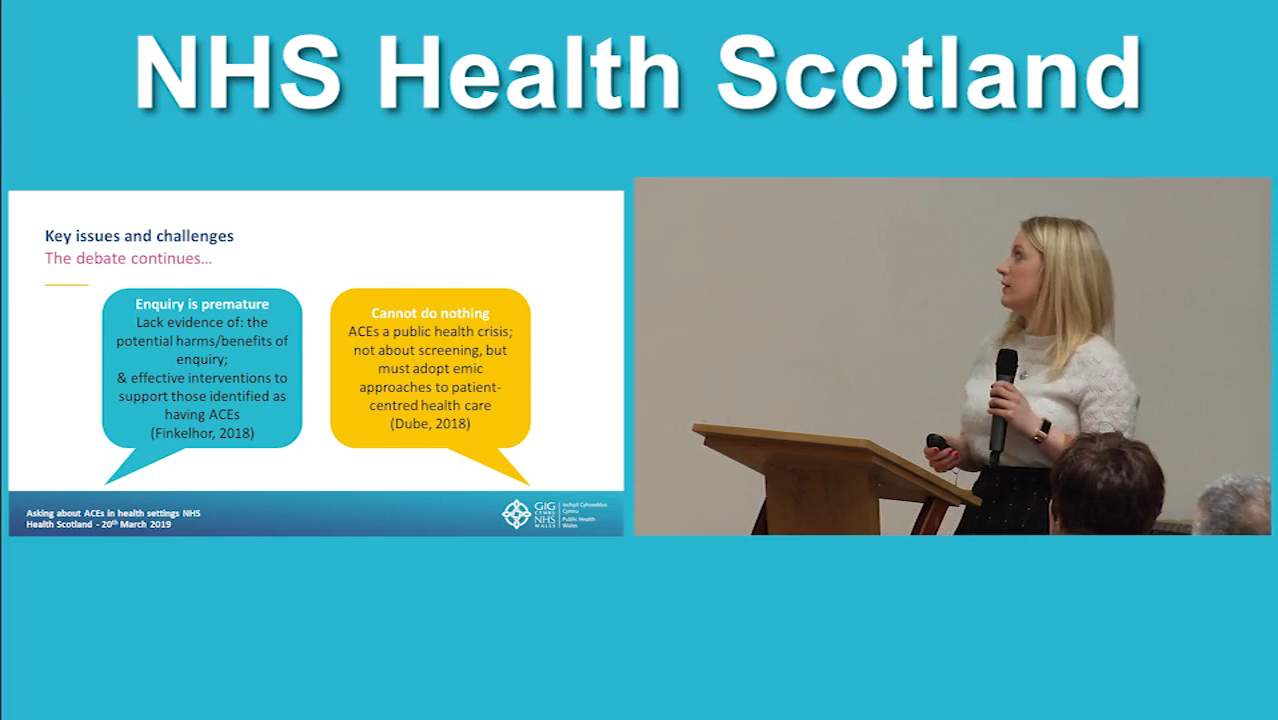 NHS Health Scotland
Key issues and challenges
The debate continues...
Enquiry is premature
Lack evidence of: the
potential harms/benefits of
enquiry;
& effective interventions to
support those identified as
having ACEs
(Finkelhor, 2018)
Cannot do nothing
ACEs a public health crisis;
not about screening, but
must adopt emic
approaches to patient-
centred health care
(Dube, 2018)
Asking about ACEs in health settings NHS
Health Scotland - 20th March 2019
GIG
CYMRU
NHS
WALES
Iechyd Cyhoeddus
Cymru
Public Health
Wales